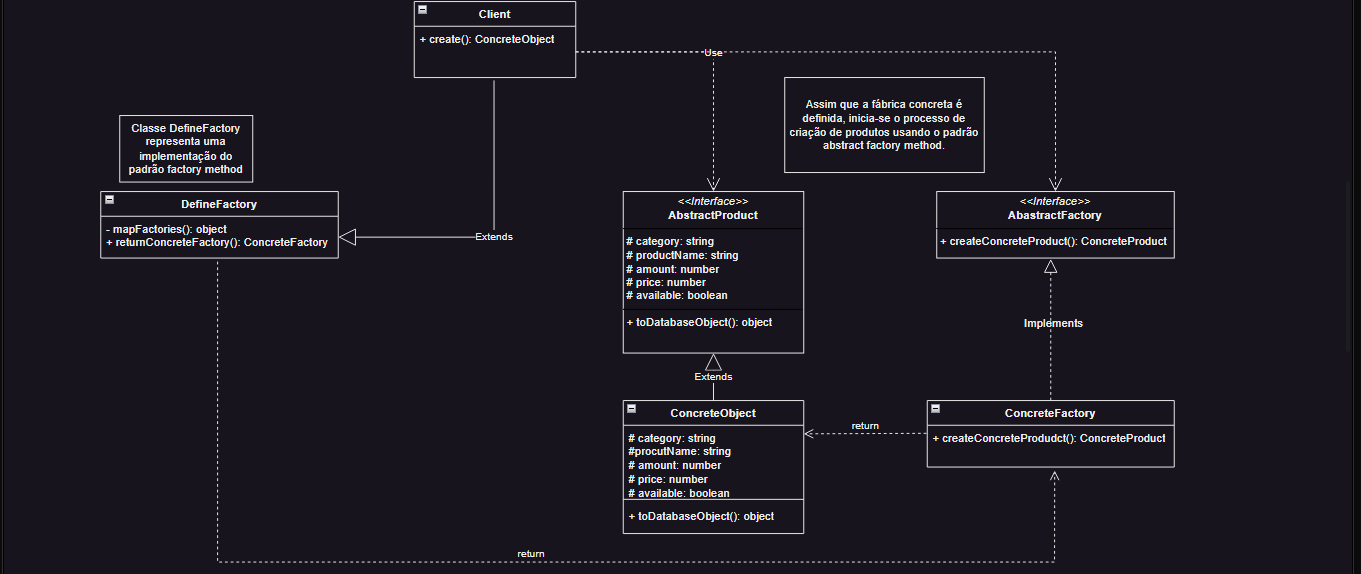 Client
+ create(): ConcreteObject
Use
Assim que a fábrica concreta é
definida, inicia-se o processo de
criação de produtos usando o padrão
abstract factory method.
Classe DefineFactory
representa uma
implementação do
padrão factory method
DefineFactory
- mapFactories(): object
+ returnConcreteFactory(): ConcreteFactory
Extends
<<Interface>>
AbstractProduct
# category: string
# productName: string
# amount: number
# price: number
# available: boolean
+ toDatabaseObject(): object
<<Interface>>
AbastractFactory
+ createConcreteProduct(): ConcreteProduct
Implements
Extends
ConcreteObject
# category: string
#procutName: string
# amount: number
# price: number
# available: boolean
+ toDatabaseObject(): object
return
ConcreteFactory
+ createConcreteProdudct(): ConcreteProduct
return